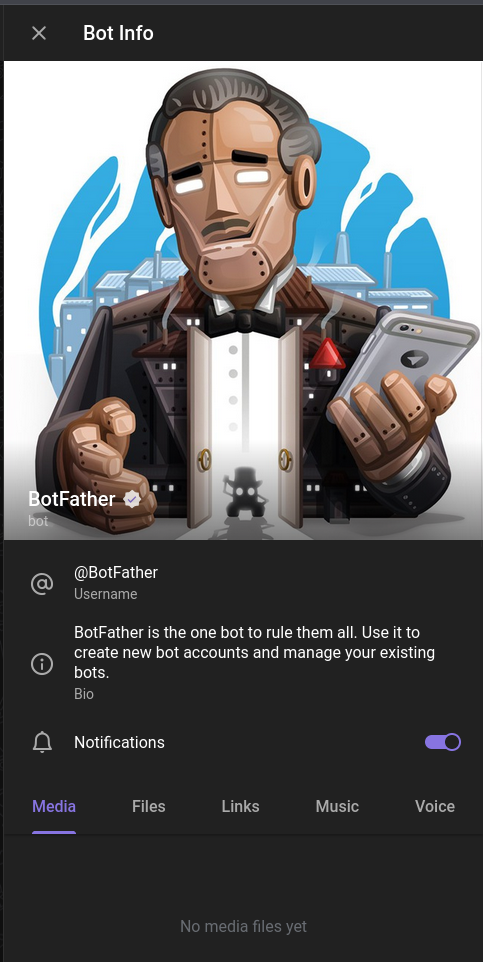 Bot Info
BotFather
bot
@BotFather
Username
BotFather is the one bot to rule them all. Use it to
create new bot accounts and manage your existing
bots.
Bio
Notifications
Media Files Links Music Voice
No media files yet